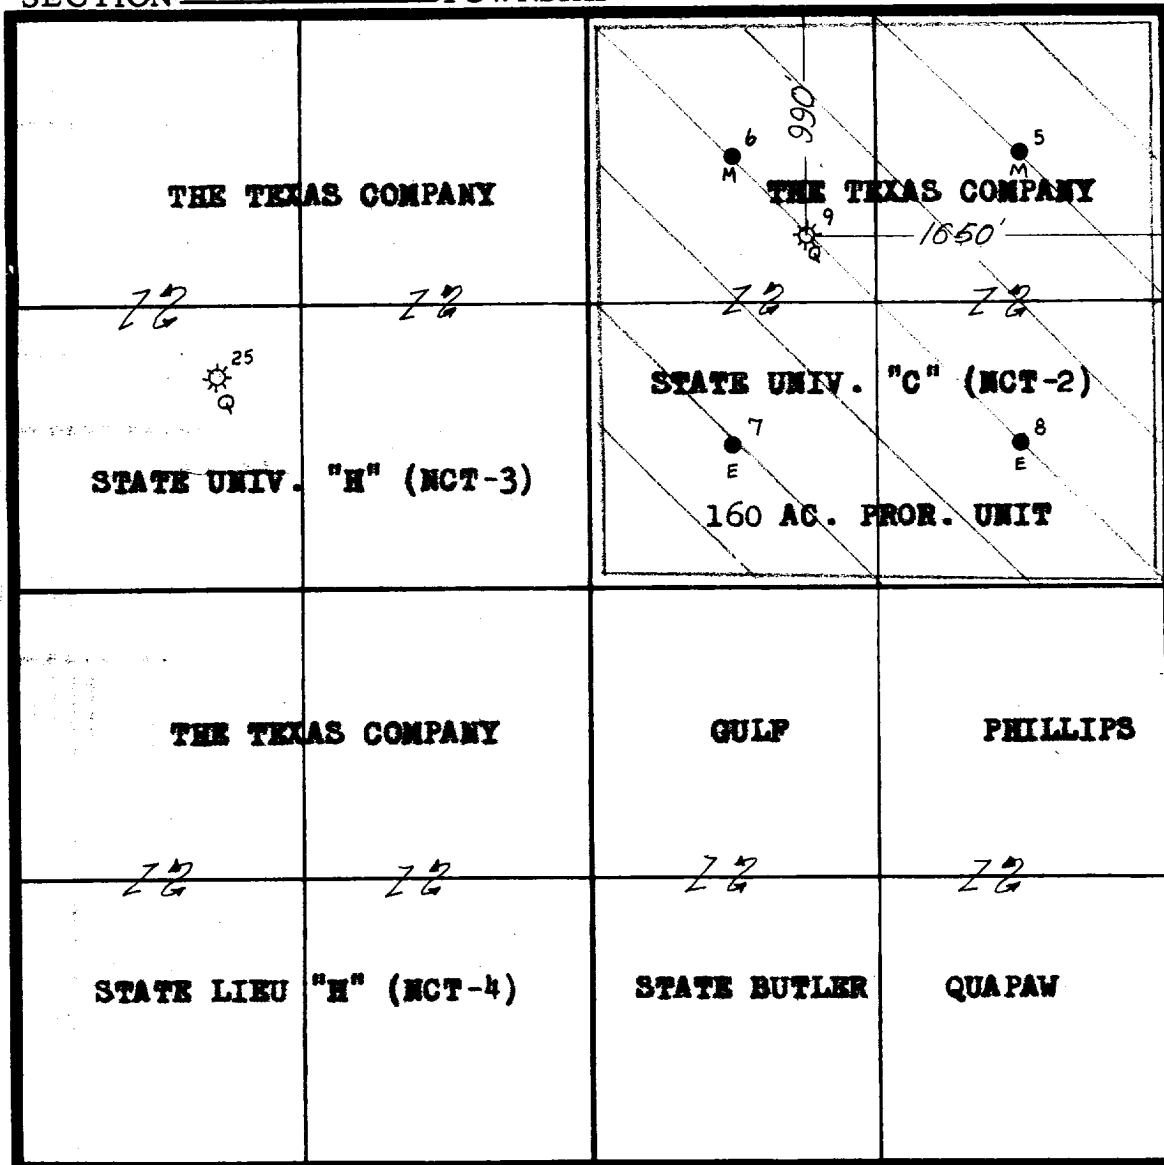 SECTION TOWNSHIP
THE TEXAS COMPANY
STATE UNIV. "H" (NCT-3)
25
Q
990'
6
M
5
M
THE TEXAS COMPANY
9
Q
1650'
STATE UNIV. "C" (NCT-2)
7
E
8
E
160 AC. PROR. UNIT
THE TEXAS COMPANY
STATE LIEU "H" (NCT-4)
GULF
STATE BUTLER
PHILLIPS
QUAPAW